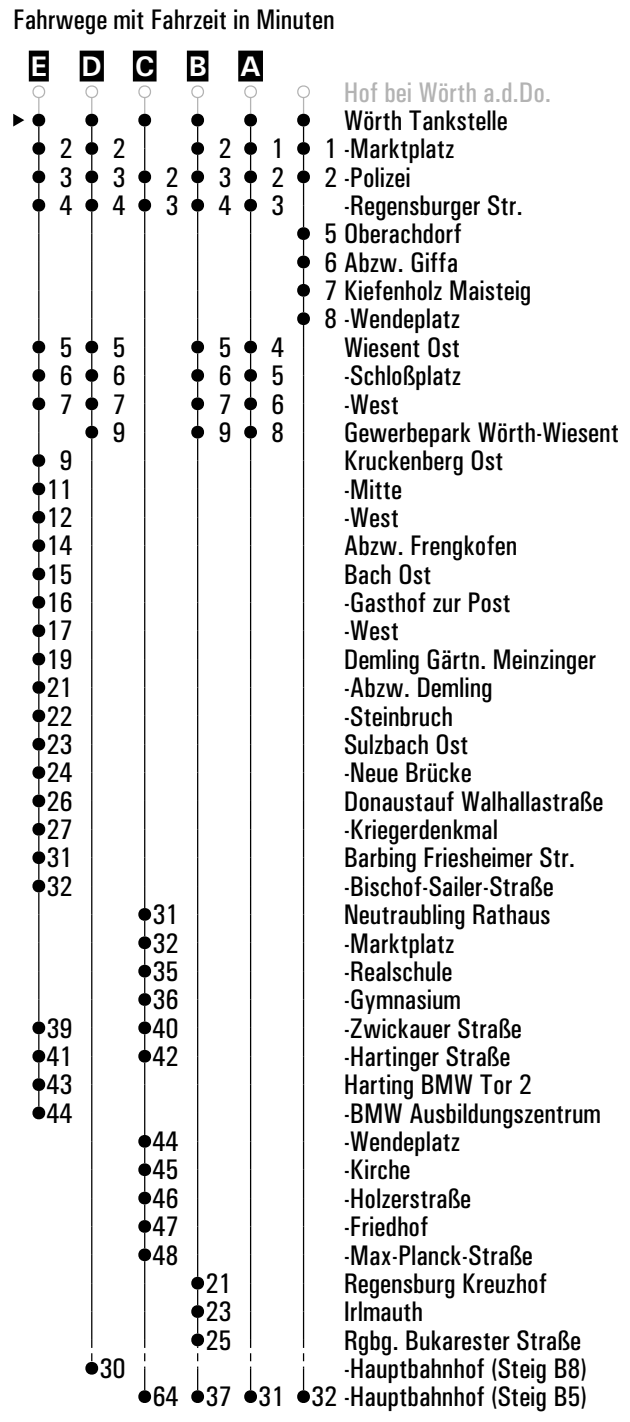 Fahrwege mit Fahrzeit in Minuten
E D C B A
Hof bei Wörth a.d.Do.
Wörth Tankstelle
2 2 2 1 1 -Marktplatz
3 3 2 3 2 2 -Polizei
4 4 3 4 3 -Regensburger Str.
5 Oberachdorf
6 Abzw. Giffa
7 Kiefenholz Maisteig
8 -Wendeplatz
5 5 5 4 Wiesent Ost
6 6 6 5 -Schloßplatz
7 7 7 6 -West
9 9 8 Gewerbepark Wörth-Wiesent
9 Kruckenberg Ost
11 -Mitte
12 -West
14 Abzw. Frengkofen
15 Bach Ost
16 -Gasthof zur Post
17 -West
19 Demling Gärtn. Meinzinger
21 -Abzw. Demling
22 -Steinbruch
23 Sulzbach Ost
24 -Neue Brücke
26 Donaustauf Walhallastraße
27 -Kriegerdenkmal
31 Barbing Friesheimer Str.
32 -Bischof-Sailer-Straße
31 Neutraubling Rathaus
32 -Marktplatz
35 -Realschule
36 -Gymnasium
39 40 -Zwickauer Straße
41 42 -Hartinger Straße
43 Harting BMW Tor 2
44 -BMW Ausbildungszentrum
44 -Wendeplatz
45 -Kirche
46 -Holzerstraße
47 -Friedhof
48 -Max-Planck-Straße
21 Regensburg Kreuzhof
23 Irlmauth
25 Rgbg. Bukarester Straße
30 -Hauptbahnhof (Steig B8)
64 37 31 32 -Hauptbahnhof (Steig B5)